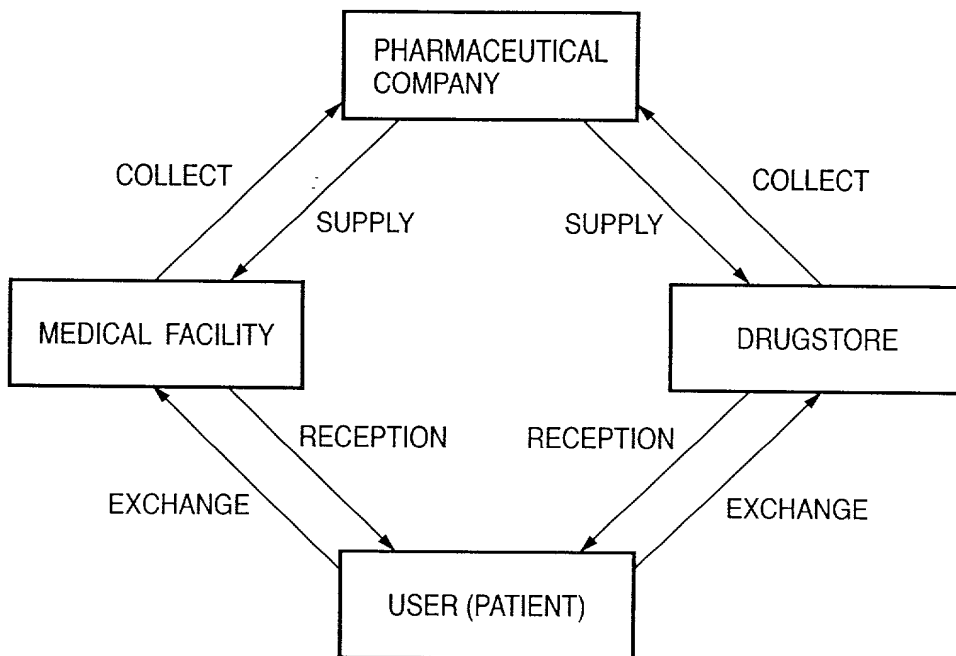 PHARMACEUTICAL
COMPANY
COLLECT
COLLECT
SUPPLY
SUPPLY
MEDICAL FACILITY
DRUGSTORE
RECEPTION
RECEPTION
EXCHANGE
EXCHANGE
USER (PATIENT)